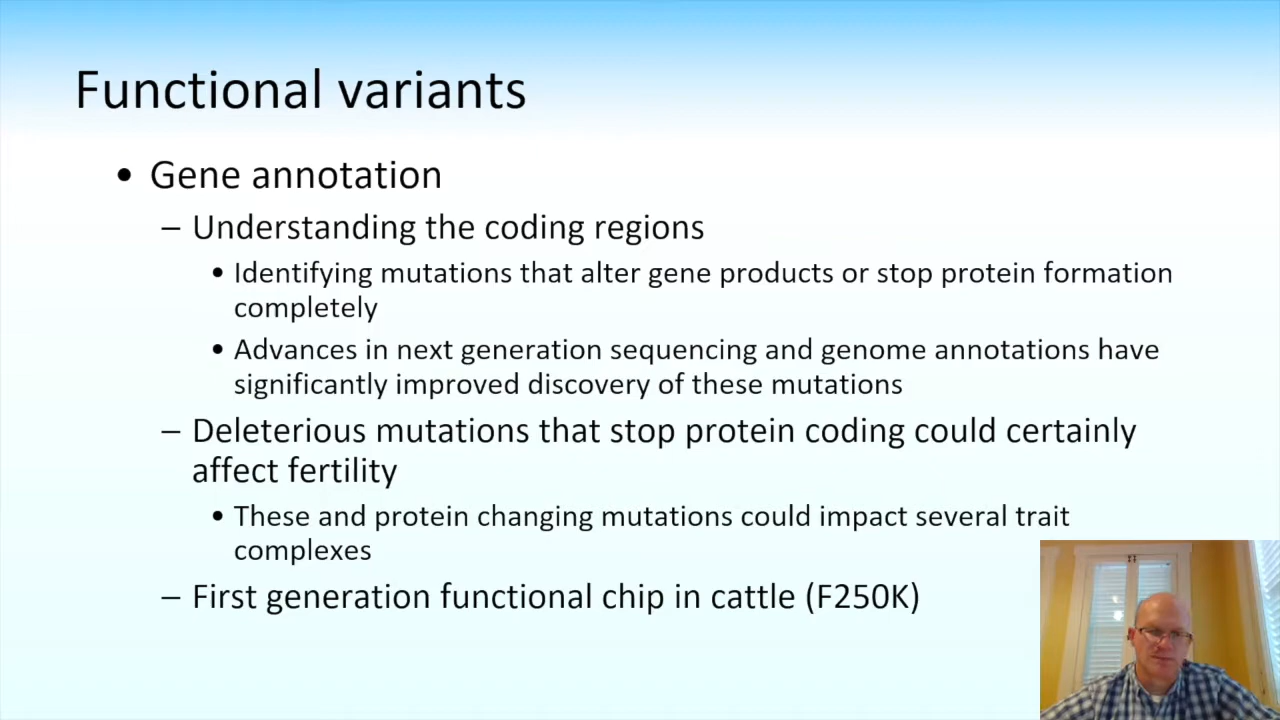 Functional variants
• Gene annotation
– Understanding the coding regions
• Identifying mutations that alter gene products or stop protein formation
completely
• Advances in next generation sequencing and genome annotations have
significantly improved discovery of these mutations
– Deleterious mutations that stop protein coding could certainly
affect fertility
• These and protein changing mutations could impact several trait
complexes
– First generation functional chip in cattle (F250K)